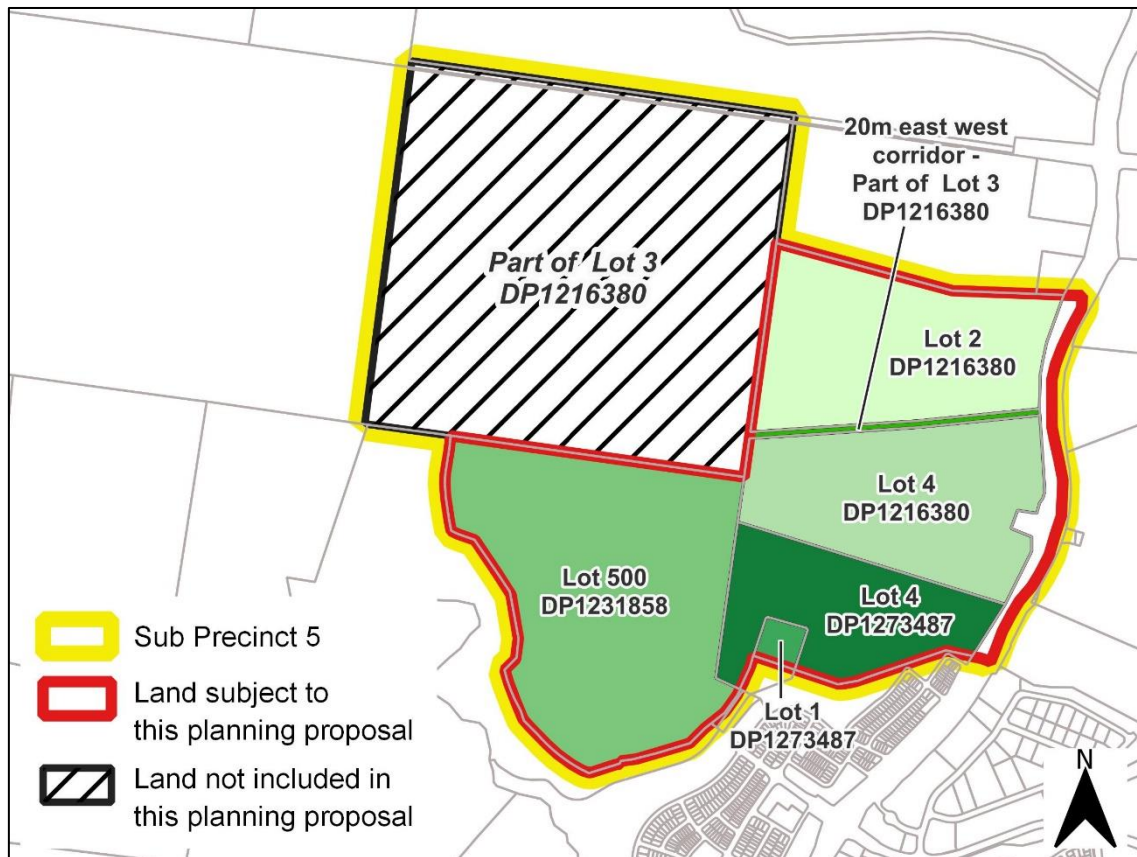 20m east west
corridor -
Part of Lot 3
DP1216380
Part of Lot 3
DP1216380
Lot 2
DP1216380
Lot 4
DP1216380
Lot 500
DP1231858
Lot 4
DP1273487
Lot 1
DP1273487
Sub Precinct 5
Land subject to
this planning proposal
Land not included in
this planning proposal
N